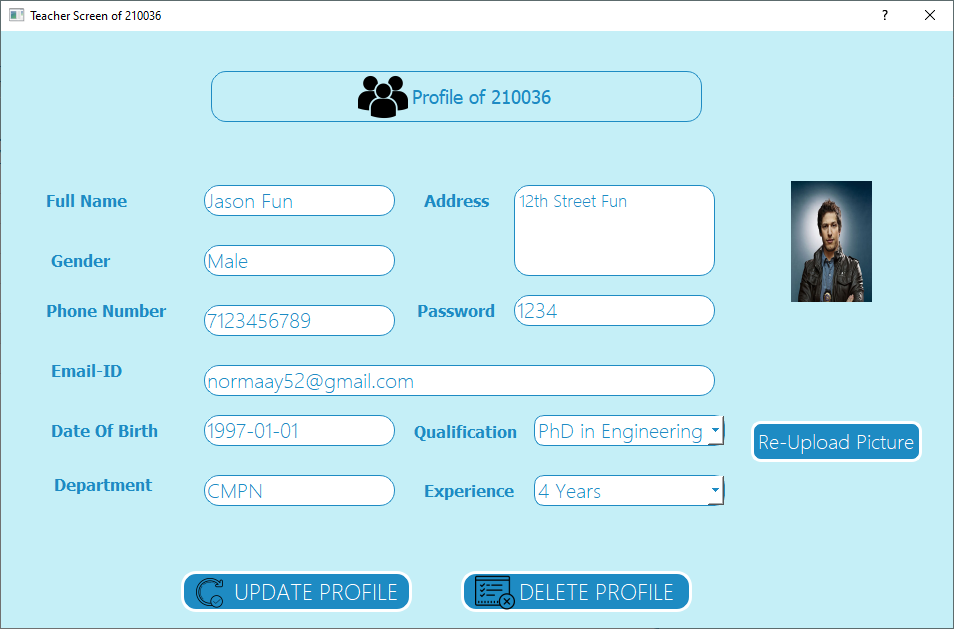 Teacher Screen of 210036
?
Profile of 210036
Full Name
Jason Fun
Address
12th Street Fun
Gender
Male
Phone Number
7123456789
Password
1234
Email-ID
normaay52@gmail.com
Date Of Birth
1997-01-01
Qualification
PhD in Engineering
Re-Upload Picture
Department
CMPN
Experience
4 Years
UPDATE PROFILE
DELETE PROFILE